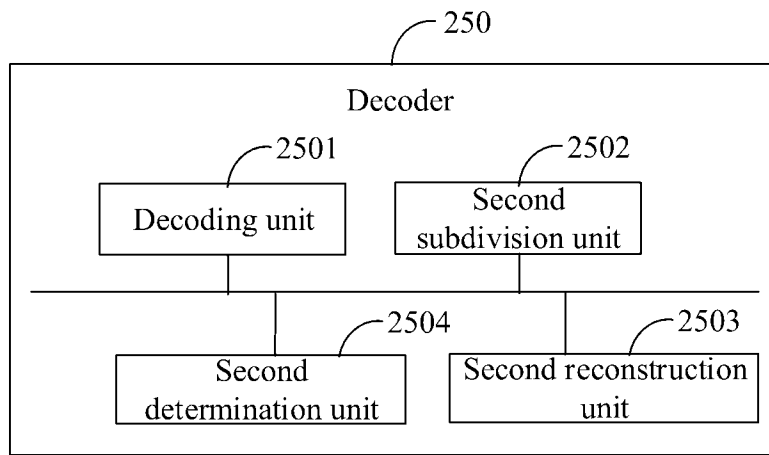 250
Decoder
2501
2502
Decoding unit
Second
subdivision unit
2504
2503
Second
determination unit
Second reconstruction
unit